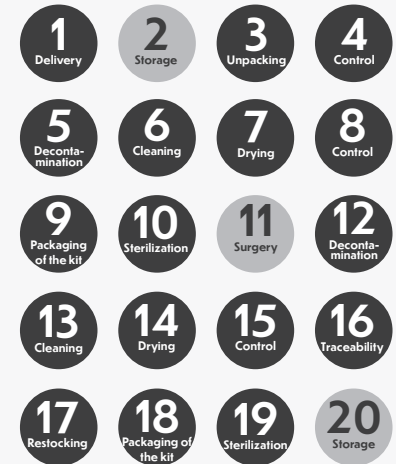 1
Delivery
2
Storage
3
Unpacking
4
Control
5
Deconta-
mination
6
Cleaning
7
Drying
8
Control
9
Packaging
of the kit
10
Sterilization
11
Surgery
12
Deconta-
mination
13
Cleaning
14
Drying
15
Control
16
Traceability
17
Restocking
18
Packaging of
the kit
19
Sterilization
20
Storage